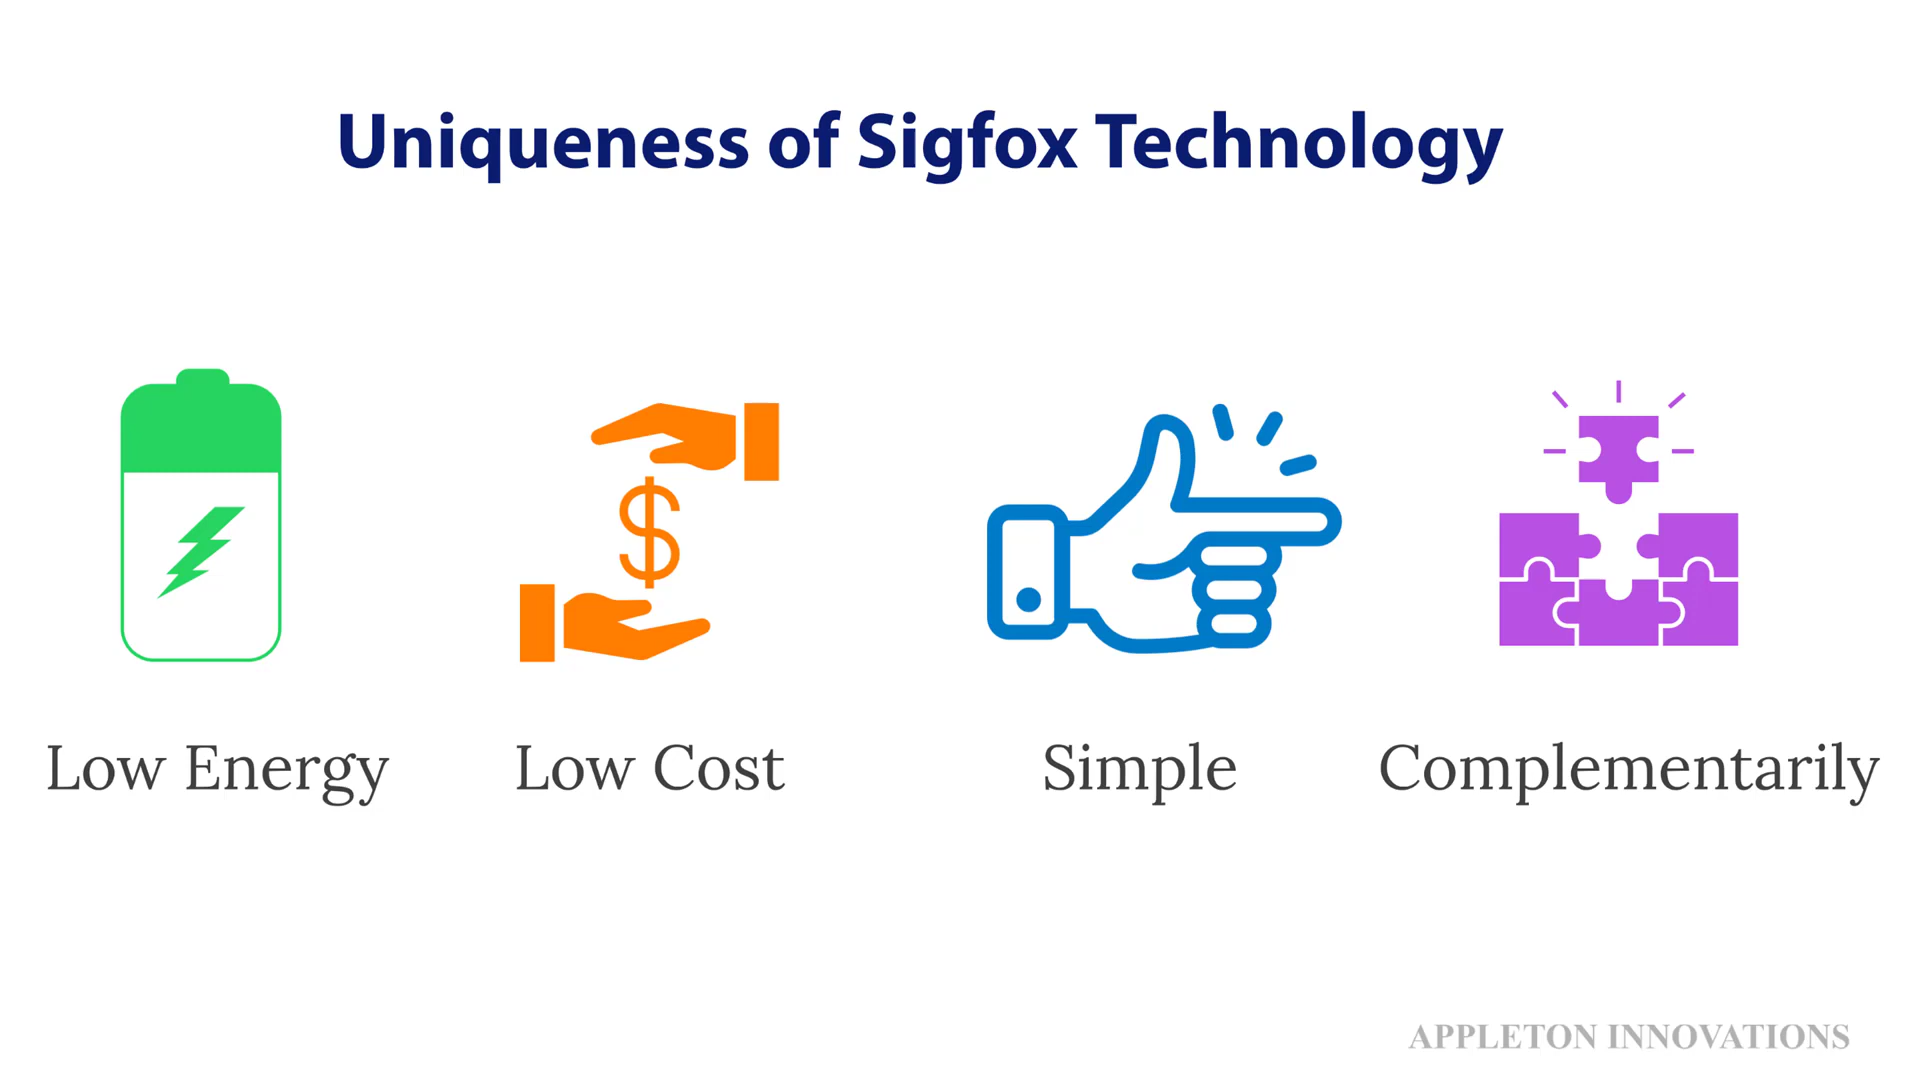 Uniqueness of Sigfox Technology
$
Low Energy
Low Cost
Simple
Complementarily
APPLETON INNOVATIONS